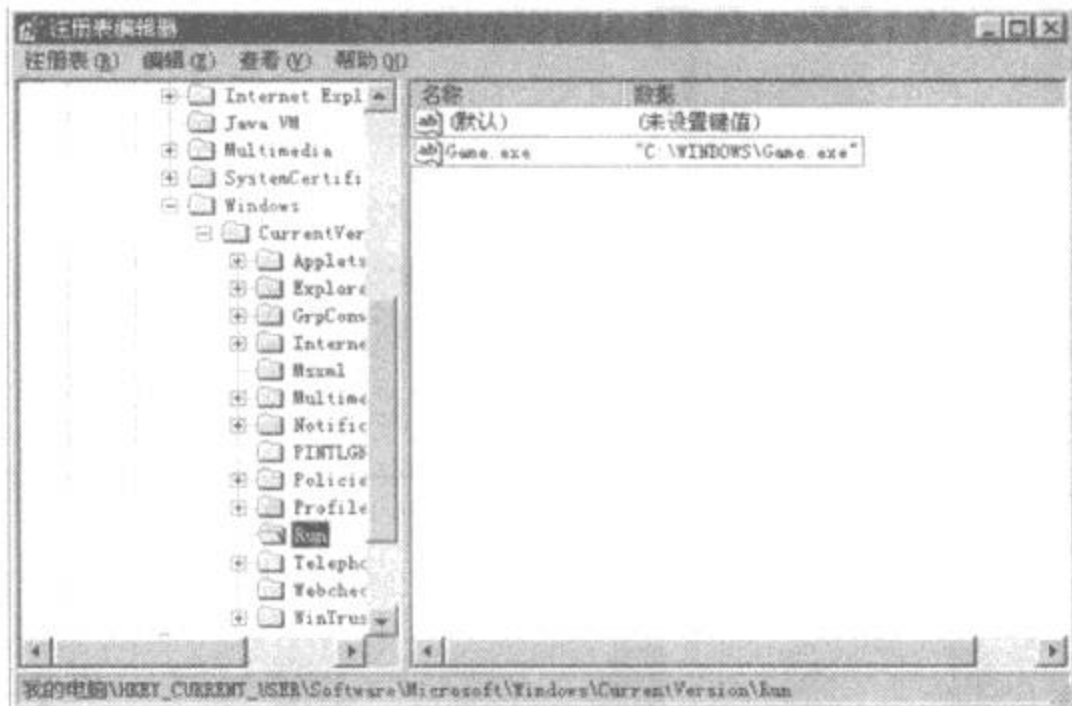 注册表编辑器
注册表(R) 编辑(E) 查看(V) 帮助(H)
Internet Expl
Java VM
Multimedia
SystemCertifi
Windows
CurrentVer
Applets
Explore
GrpConv
Interne
Msxml
Multime
Notific
PINTLGN
Policie
Profile
Run
Telepho
Webchec
WinTrus
名称 数据
ab (默认) (未设置键值)
ab Game.exe "C:\WINDOWS\Game.exe"
我的电脑\HKEY_CURRENT_USER\Software\Microsoft\Windows\CurrentVersion\Run